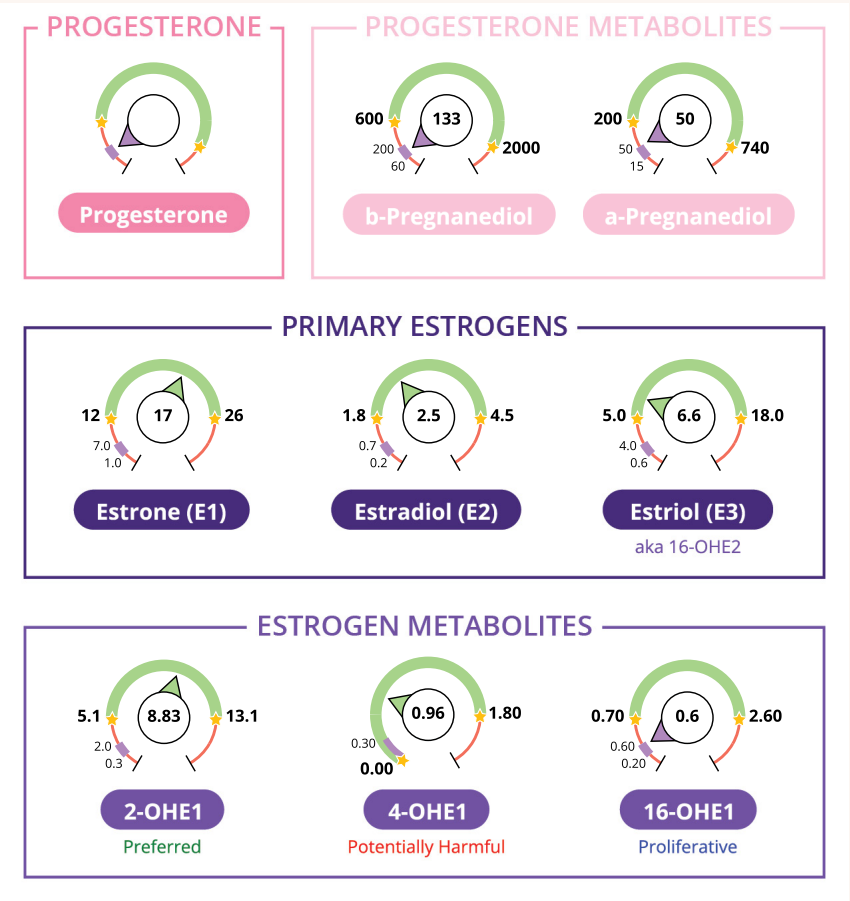 PROGESTERONE
Progesterone
PROGESTERONE METABOLITES
600
133
200
60
2000
b-Pregnanediol
200
50
50
15
740
a-Pregnanediol
PRIMARY ESTROGENS
12
17
26
7.0
1.0
Estrone (E1)
1.8
2.5
4.5
0.7
0.2
Estradiol (E2)
5.0
6.6
18.0
4.0
0.6
Estriol (E3)
aka 16-OHE2
ESTROGEN METABOLITES
5.1
8.83
13.1
2.0
0.3
2-OHE1
Preferred
0.96
1.80
0.30
0.00
4-OHE1
Potentially Harmful
0.70
0.6
2.60
0.60
0.20
16-OHE1
Proliferative